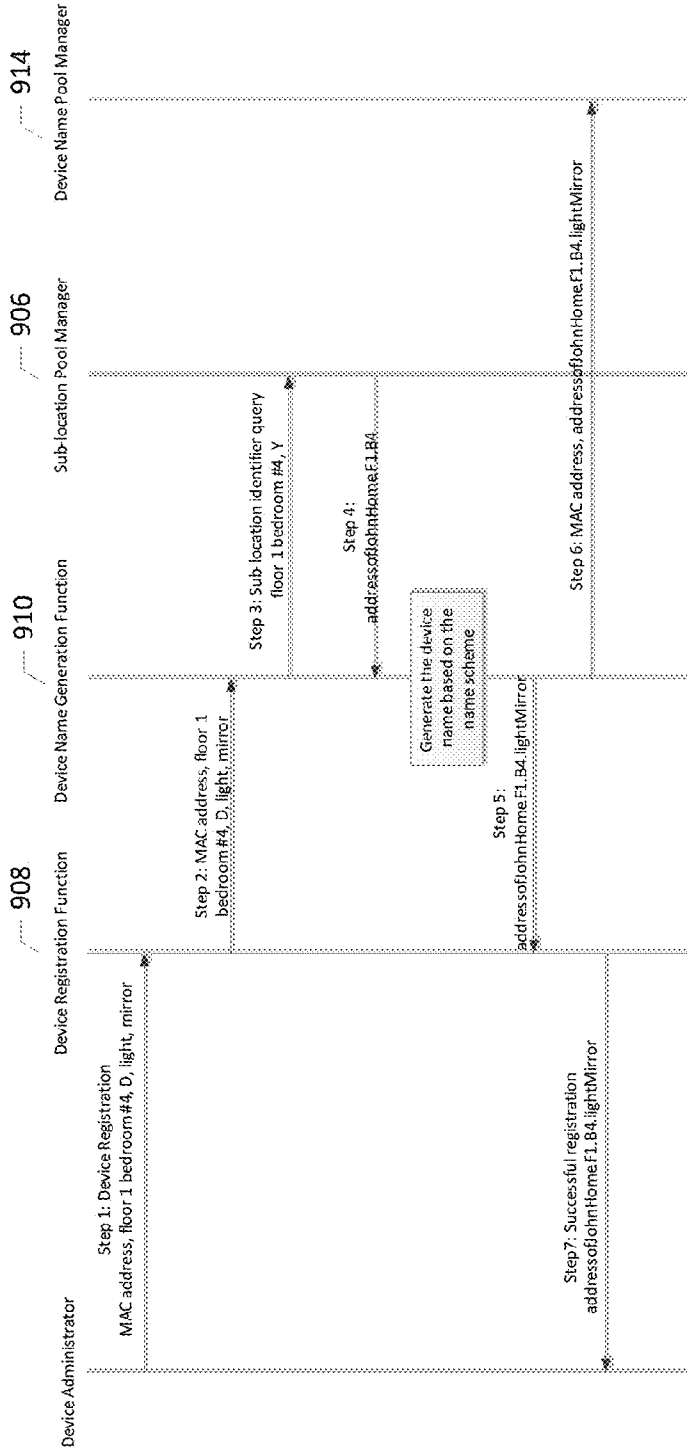 908
910
906
914
Device Administrator
Device Registration Function
Device Name Generation Function
Sub-location Pool Manager
Device Name Pool Manager
Step 1: Device Registration
MAC address, floor 1 bedroom #4, D, light, mirror
Step 2: MAC address, floor 1
bedroom #4, D, light, mirror
Step 3: Sub-location identifier query
floor 1 bedroom #4, Y
Step 4:
addressofJohnHome.F1.B4
Generate the device
name based on the
name scheme
Step 5:
addressofJohnHome.F1.B4.lightMirror
Step 6: MAC address, addressofJohnHome.F1.B4.lightMirror
Step7: Successful registration
addressofJohnHome.F1.B4.lightMirror